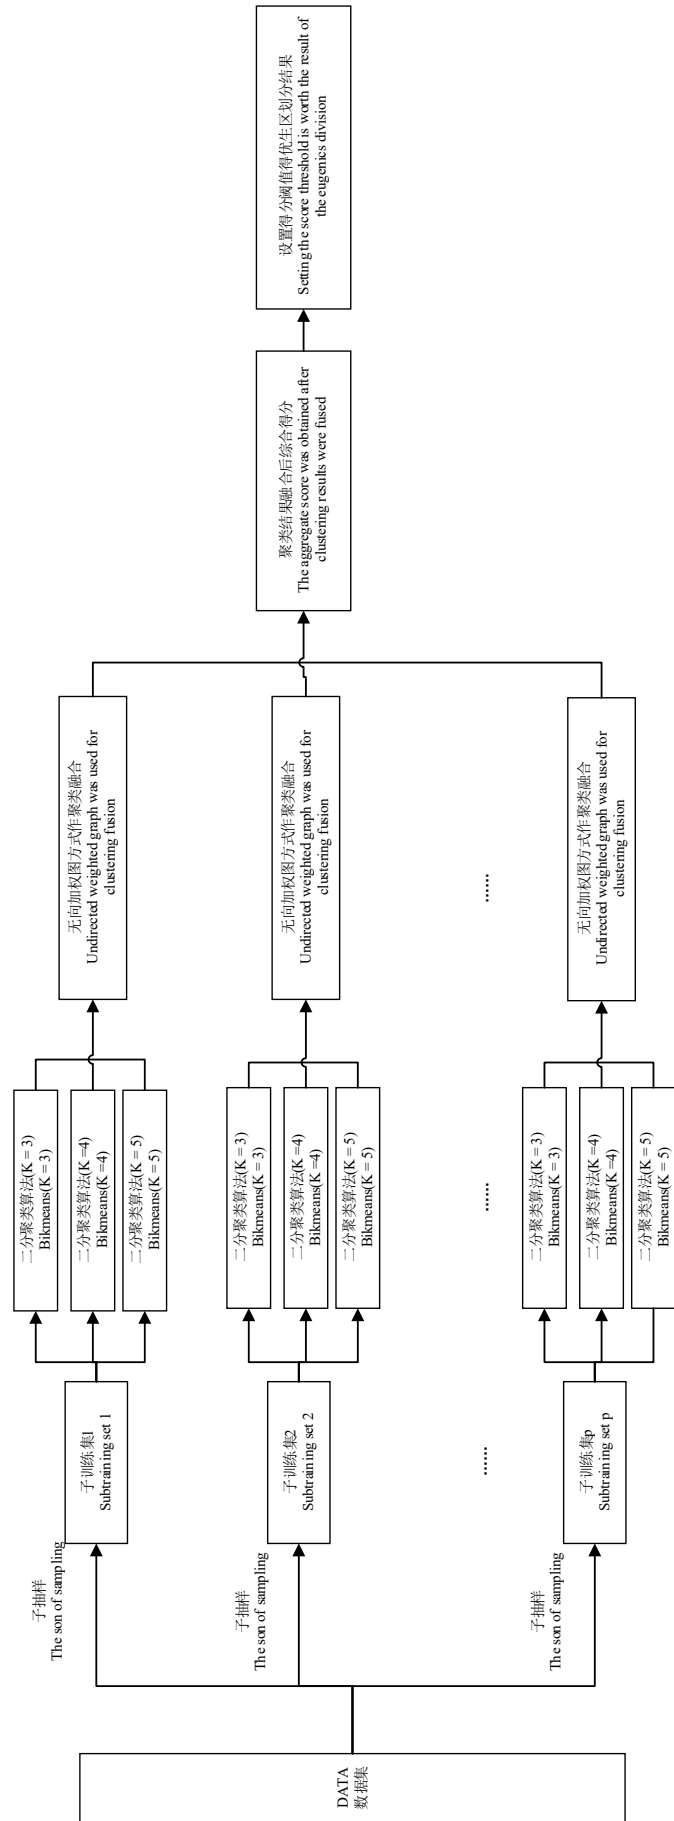 DATA
数据集
子抽样
The son of sampling
子抽样
The son of sampling
子抽样
The son of sampling
子训练集1
Subtraining set 1
子训练集2
Subtraining set 2
......
子训练集p
Subtraining set p
二分聚类算法(K = 3)
Bikmeans(K = 3)
二分聚类算法(K =4)
Bikmeans(K =4)
二分聚类算法(K = 5)
Bikmeans(K = 5)
二分聚类算法(K = 3)
Bikmeans(K = 3)
二分聚类算法(K =4)
Bikmeans(K =4)
二分聚类算法(K = 5)
Bikmeans(K = 5)
......
二分聚类算法(K = 3)
Bikmeans(K = 3)
二分聚类算法(K =4)
Bikmeans(K =4)
二分聚类算法(K = 5)
Bikmeans(K = 5)
无向加权图方式作聚类融合
Undirected weighted graph was used for
clustering fusion
无向加权图方式作聚类融合
Undirected weighted graph was used for
clustering fusion
......
无向加权图方式作聚类融合
Undirected weighted graph was used for
clustering fusion
聚类结果融合后综合得分
The aggregate score was obtained after
clustering results were fused
设置得分阈值得优生区划分结果
Setting the score threshold is worth the result of
the eugenics division